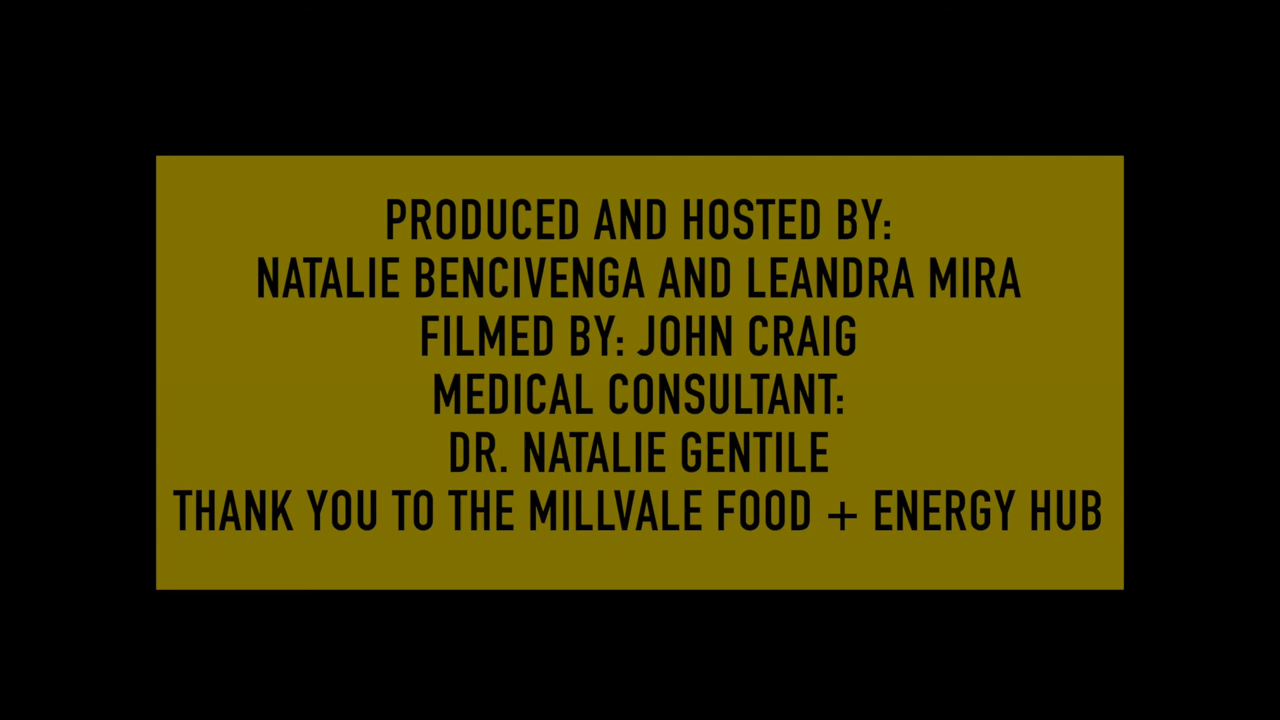 PRODUCED AND HOSTED BY:
NATALIE BENCIVENGA AND LEANDRA MIRA
FILMED BY: JOHN CRAIG
MEDICAL CONSULTANT:
DR. NATALIE GENTILE
THANK YOU TO THE MILLVALE FOOD + ENERGY HUB